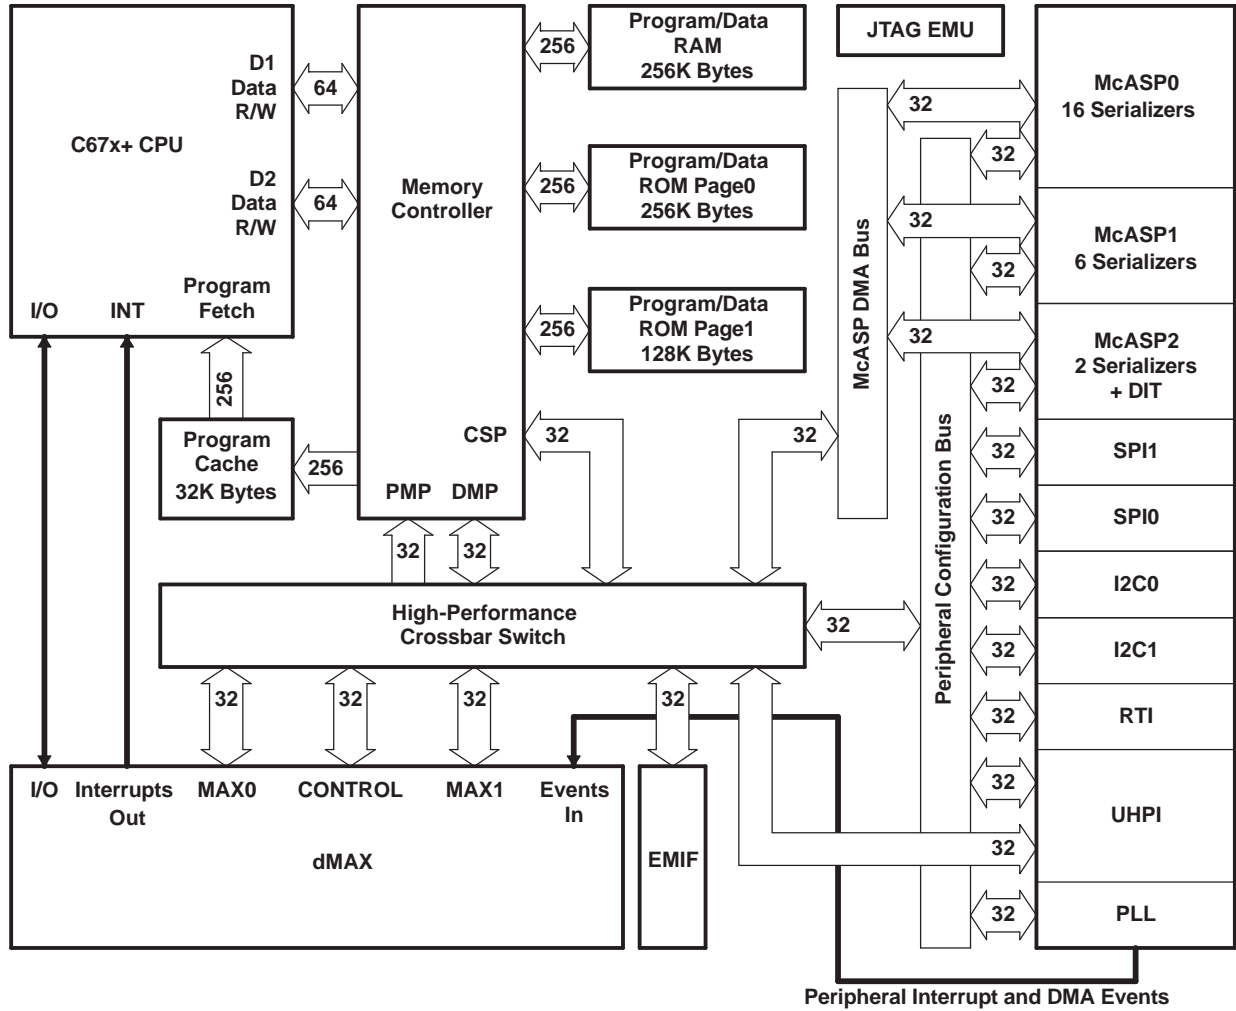 C67x+ CPU
D1
Data
R/W
D2
Data
R/W
I/O
INT
Program
Fetch
64
64
256
Program
Cache
32K Bytes
256
Memory
Controller
CSP
PMP
DMP
256
Program/Data
RAM
256K Bytes
256
Program/Data
ROM Page0
256K Bytes
256
Program/Data
ROM Page1
128K Bytes
32
32
32
32
High-Performance
Crossbar Switch
32
32
32
32
32
I/O
Interrupts
Out
MAX0
CONTROL
MAX1
Events
In
dMAX
EMIF
JTAG EMU
McASP DMA Bus
Peripheral Configuration Bus
32
32
McASP0
16 Serializers
32
32
McASP1
6 Serializers
32
32
McASP2
2 Serializers
+ DIT
32
SPI1
32
SPI0
32
I2C0
32
I2C1
32
RTI
32
32
UHPI
32
PLL
Peripheral Interrupt and DMA Events